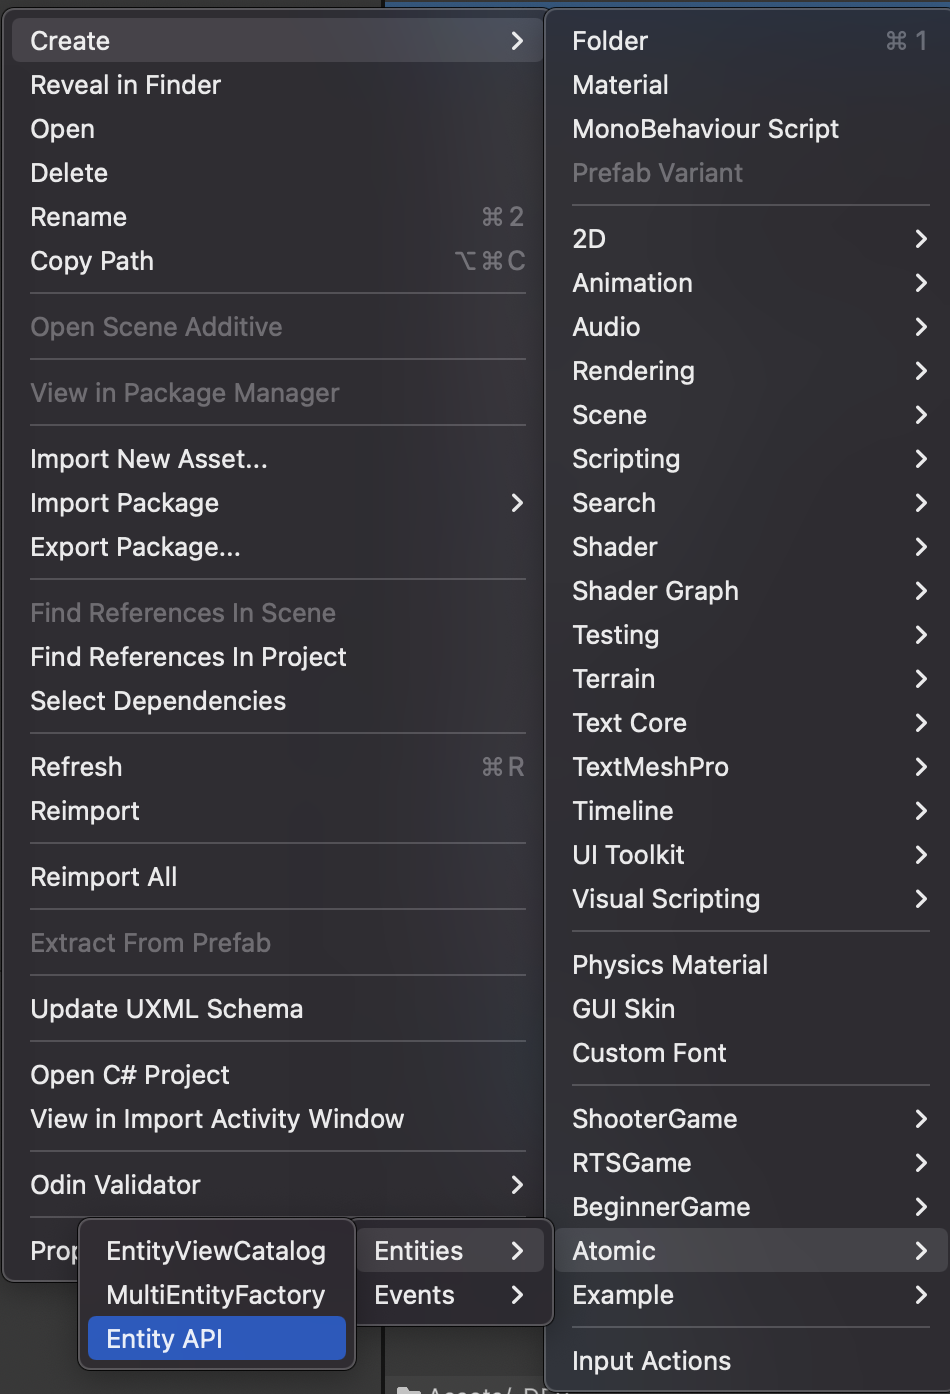 Create
Reveal in Finder
Open
Delete
Rename ⌘ 2
Copy Path ⌥⌘C
Open Scene Additive
View in Package Manager
Import New Asset...
Import Package
Export Package...
Find References In Scene
Find References In Project
Select Dependencies
Refresh ⌘R
Reimport
Reimport All
Extract From Prefab
Update UXML Schema
Open C# Project
View in Import Activity Window
Odin Validator
Folder ⌘ 1
Material
MonoBehaviour Script
Prefab Variant
2D
Animation
Audio
Rendering
Scene
Scripting
Search
Shader
Shader Graph
Testing
Terrain
Text Core
TextMeshPro
Timeline
UI Toolkit
Visual Scripting
Physics Material
GUI Skin
Custom Font
ShooterGame
RTSGame
BeginnerGame
Atomic
Example
Input Actions
Entities
Events
EntityViewCatalog
MultiEntityFactory
Entity API